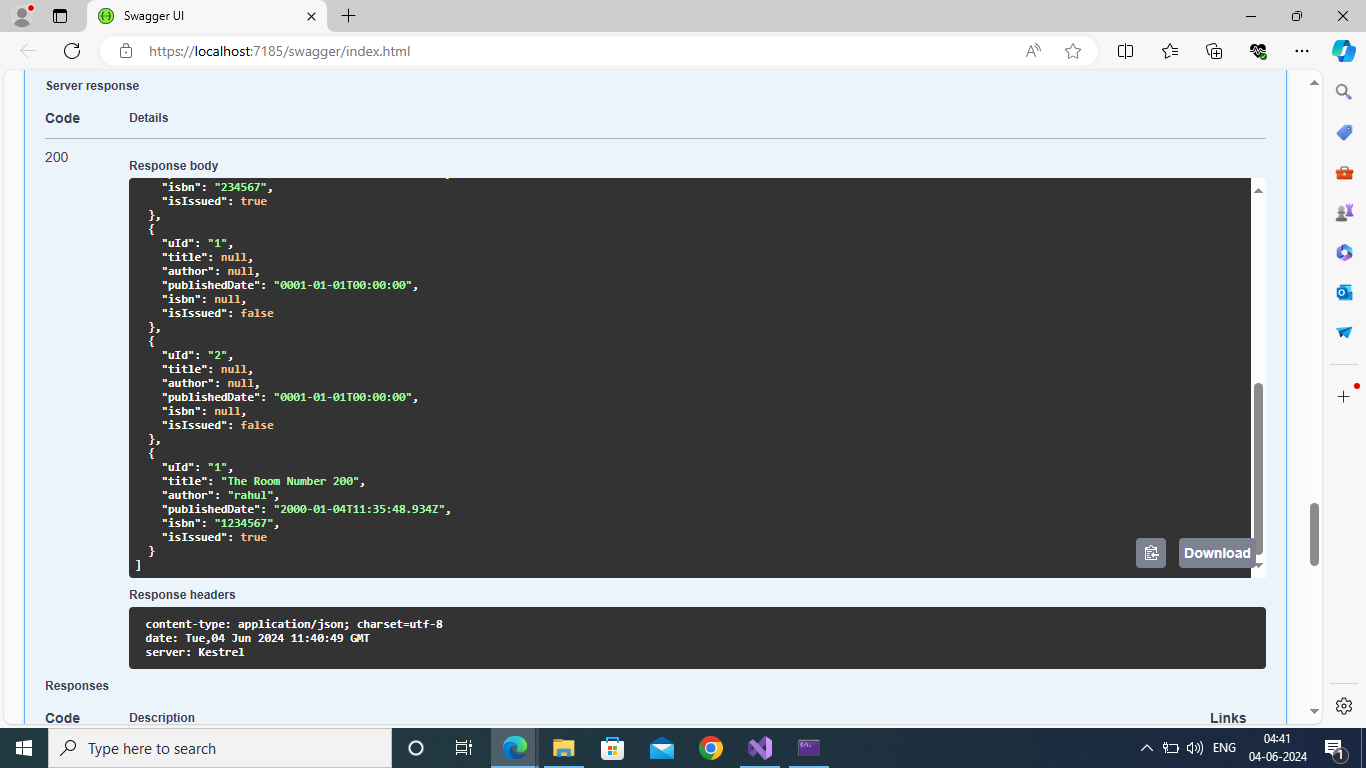 Swagger UI
https://localhost:7185/swagger/index.html
Server response
Code Details
200
Response body
"isbn": "234567",
"isIssued": true
},
{
"uId": "1",
"title": null,
"author": null,
"publishedDate": "0001-01-01T00:00:00",
"isbn": null,
"isIssued": false
},
{
"uId": "2",
"title": null,
"author": null,
"publishedDate": "0001-01-01T00:00:00",
"isbn": null,
"isIssued": false
},
{
"uId": "1",
"title": "The Room Number 200",
"author": "rahul",
"publishedDate": "2000-01-04T11:35:48.934Z",
"isbn": "1234567",
"isIssued": true
}
]
Download
Response headers
content-type: application/json; charset=utf-8
date: Tue,04 Jun 2024 11:40:49 GMT
server: Kestrel
Responses
Code Description Links
Type here to search
ENG
04:41
04-06-2024
1